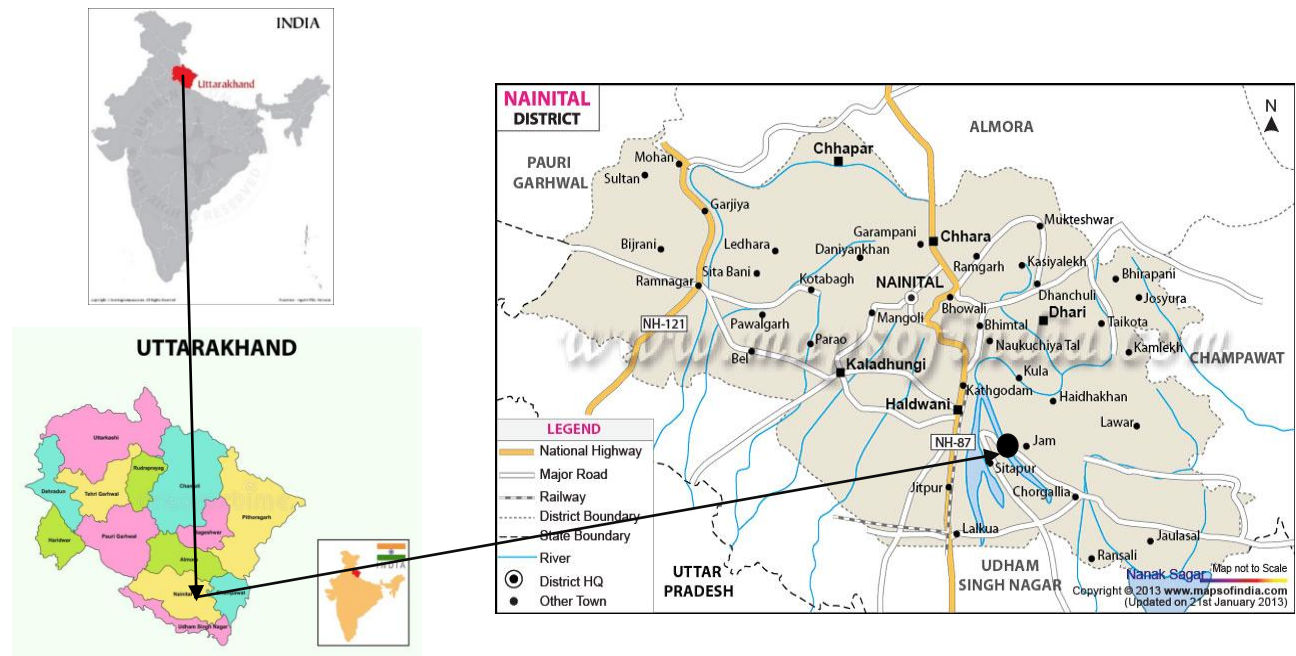 INDIA
Uttarakhand
UTTARAKHAND
Uttarkashi
Rudraprayag
Dehradun
Tehri Garhwal
Chamoli
Pithoragarh
Haridwar
Pauri Garhwal
Bageshwar
Almora
Nainital
Champawat
Udham Singh Nagar
INDIA
NAINITAL
DISTRICT
N
ALMORA
PAURI
GARHWAL
Mohan
Chhapar
Sultan
Garjiya
Mukteshwar
Garampani
Chhara
Bijrani
Ledhara
Daniyankhan
Ramgarh
Kasiyalekh
Sita Bani
Bhirapani
Ramnagar
Kotabagh
NAINITAL
Dhanchuli
Josyura
Bhowali
Dhari
NH-121
Pawalgarh
Mangoli
Bhimtal
Taikota
www.mapsofindia.com
Parao
Naukuchiya Tal
Kamlekh
Bel
CHAMPAWAT
Kaladhungi
Kula
Kathgodam
Haidhakhan
Haldwani
Lawar
NH-87
Jam
Sitapur
Jitpur
Chorgallia
Lalkua
Jaulasal
Ransali
UTTAR
PRADESH
UDHAM
SINGH NAGAR
Nanak Sagar
LEGEND
National Highway
Major Road
Railway
District Boundary
State Boundary
River
District HQ
Other Town
Map not to Scale
Copyright © 2013 www.mapsofindia.com
(Updated on 21st January 2013)